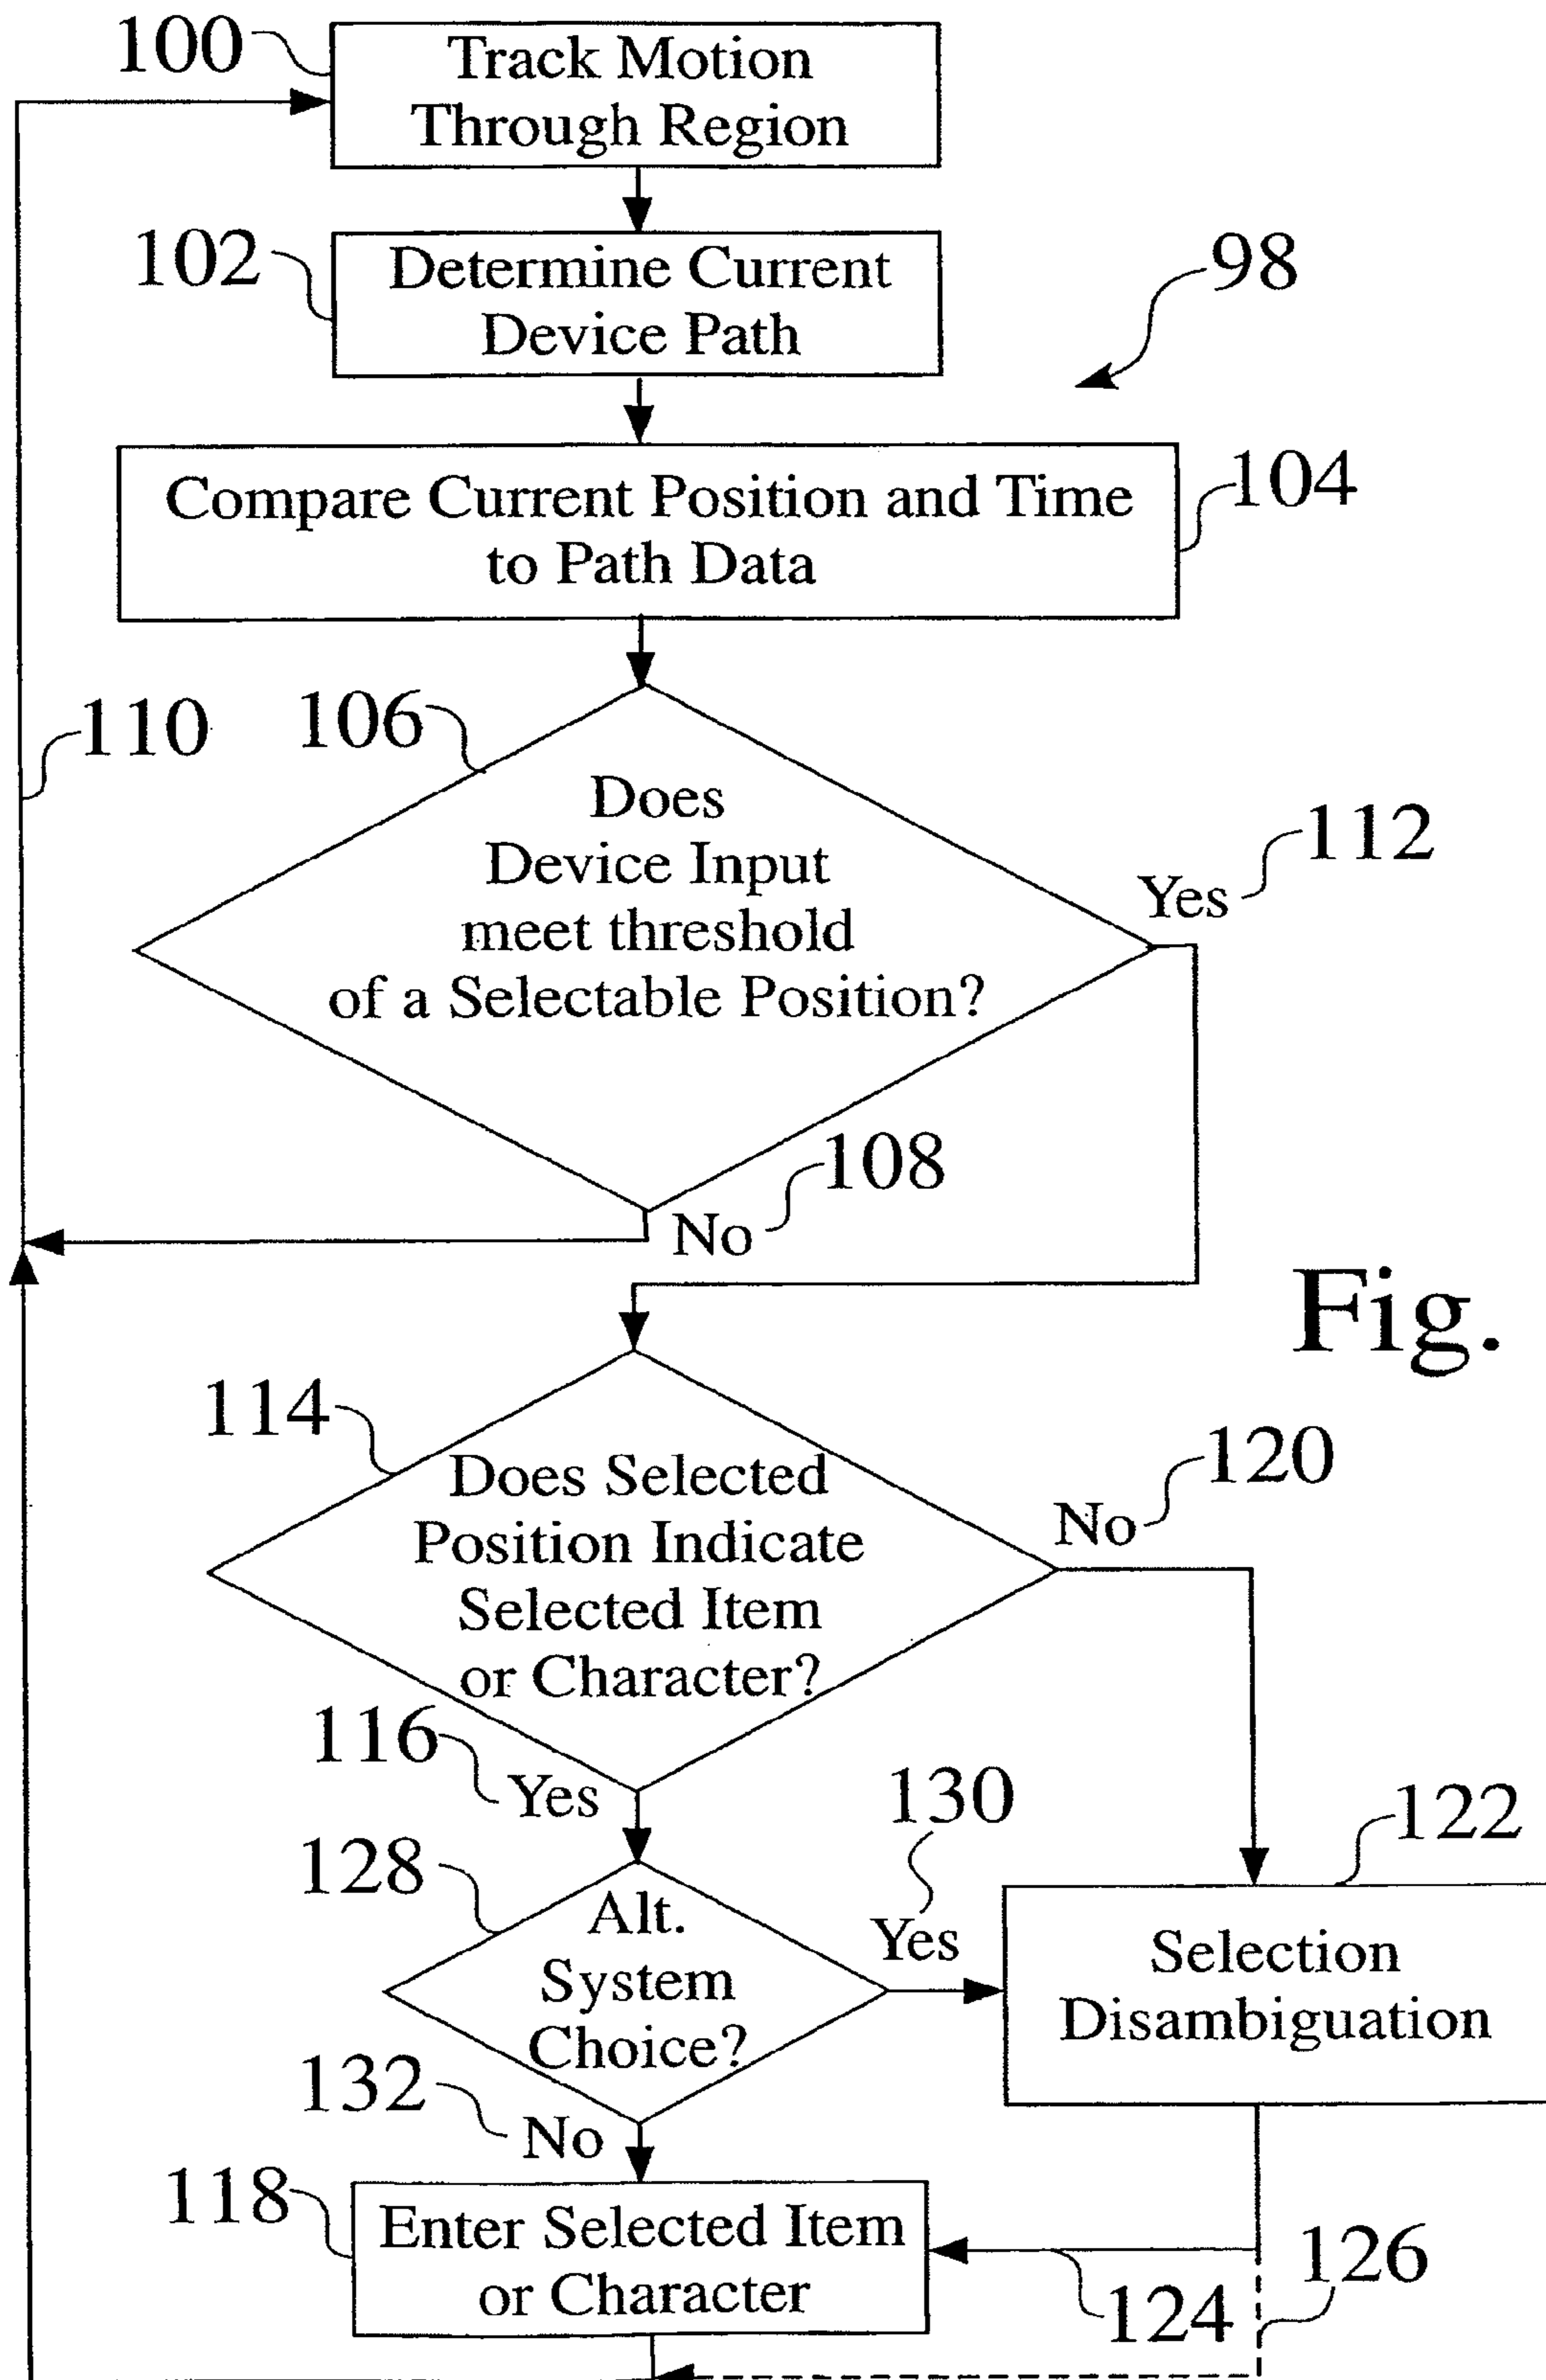 100
Track Motion
Through Region
102
Determine Current
Device Path
98
Compare Current Position and Time
to Path Data
104
110
106
Does
Device Input
meet threshold
of a Selectable Position?
Yes
112
No
108
Fig.
114
Does Selected
Position Indicate
Selected Item
or Character?
No
120
116
Yes
128
Alt.
System
Choice?
130
Yes
122
Selection
Disambiguation
132
No
118
Enter Selected Item
or Character
124
126